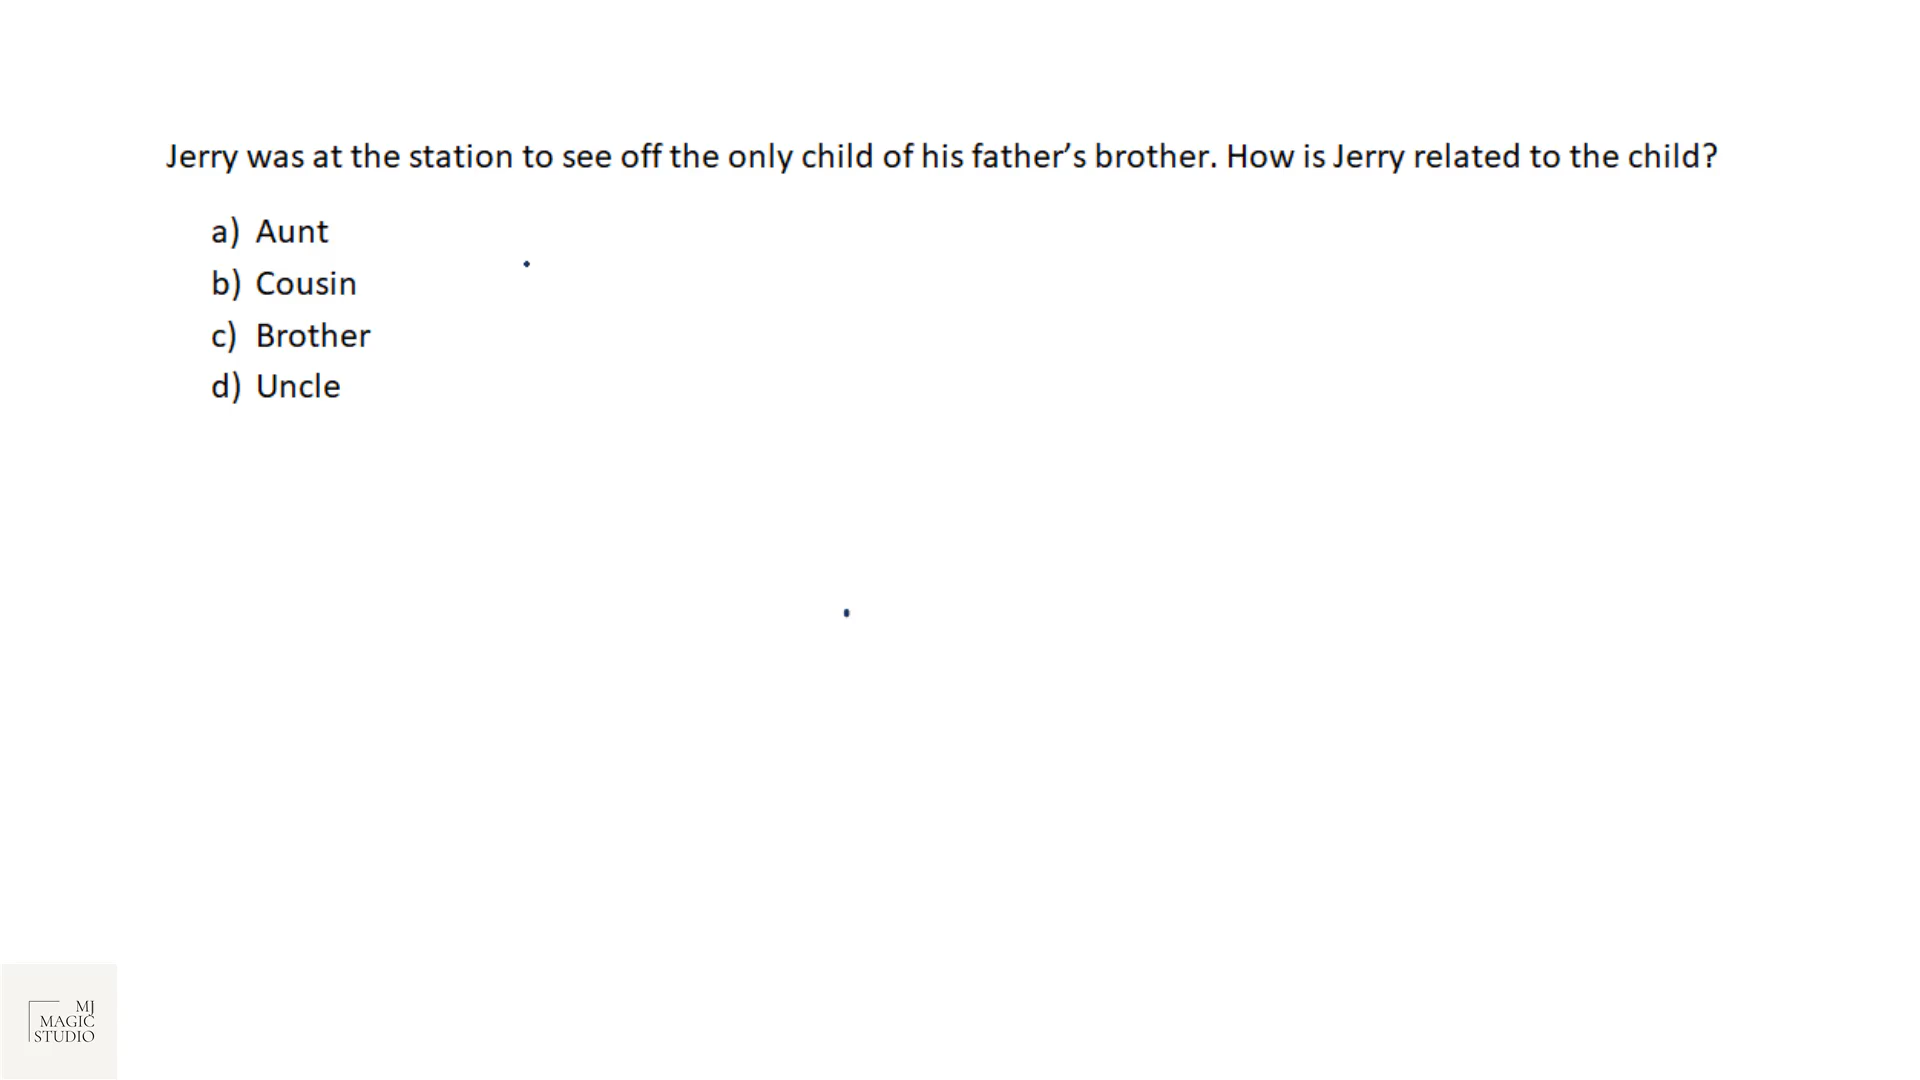 Jerry was at the station to see off the only child of his father’s brother. How is Jerry related to the child?
a) Aunt
b) Cousin
c) Brother
d) Uncle
MJ
MAGIC
STUDIO